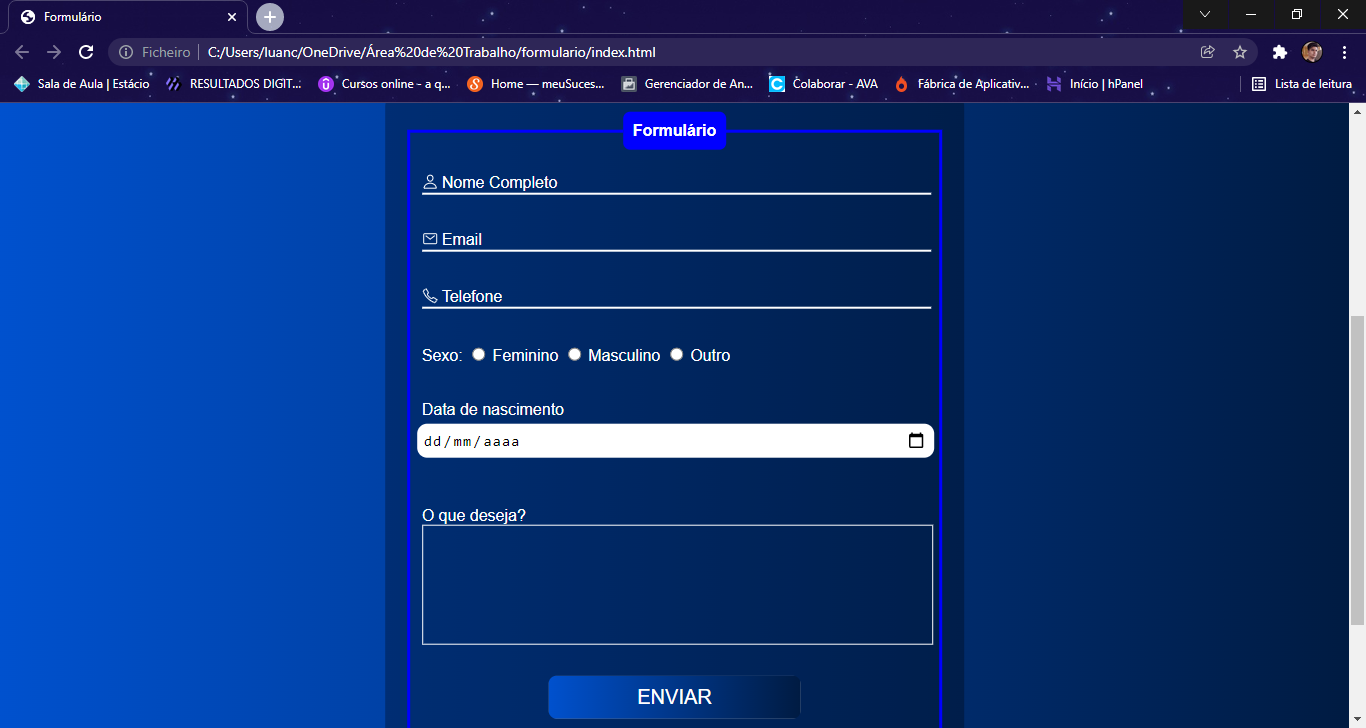 Formulário
Ficheiro C:/Users/luanc/OneDrive/Área%20de%20Trabalho/formulario/index.html
Sala de Aula | Estácio RESULTADOS DIGIT... Cursos online - a q... Home — meuSuces... Gerenciador de An... Colaborar - AVA Fábrica de Aplicativ... Início | hPanel Lista de leitura
Formulário
Nome Completo
Email
Telefone
Sexo: Feminino Masculino Outro
Data de nascimento
dd/mm/aaaa
O que deseja?
ENVIAR